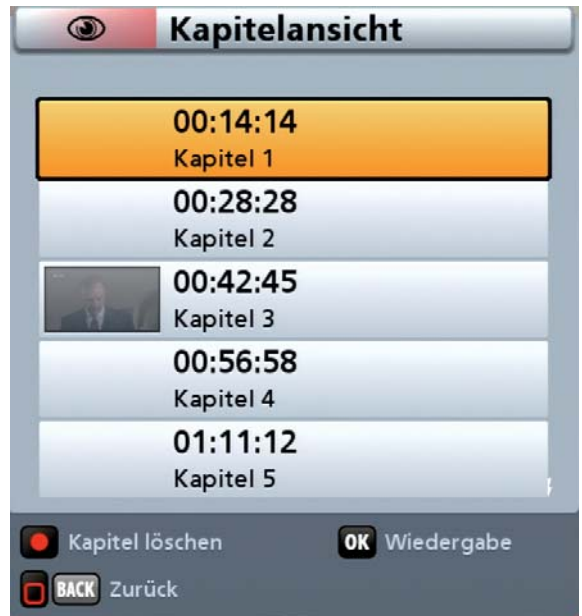 Kapitelansicht
00:14:14
Kapitel 1
00:28:28
Kapitel 2
00:42:45
Kapitel 3
00:56:58
Kapitel 4
01:11:12
Kapitel 5
Kapitel löschen
OK Wiedergabe
BACK Zurück